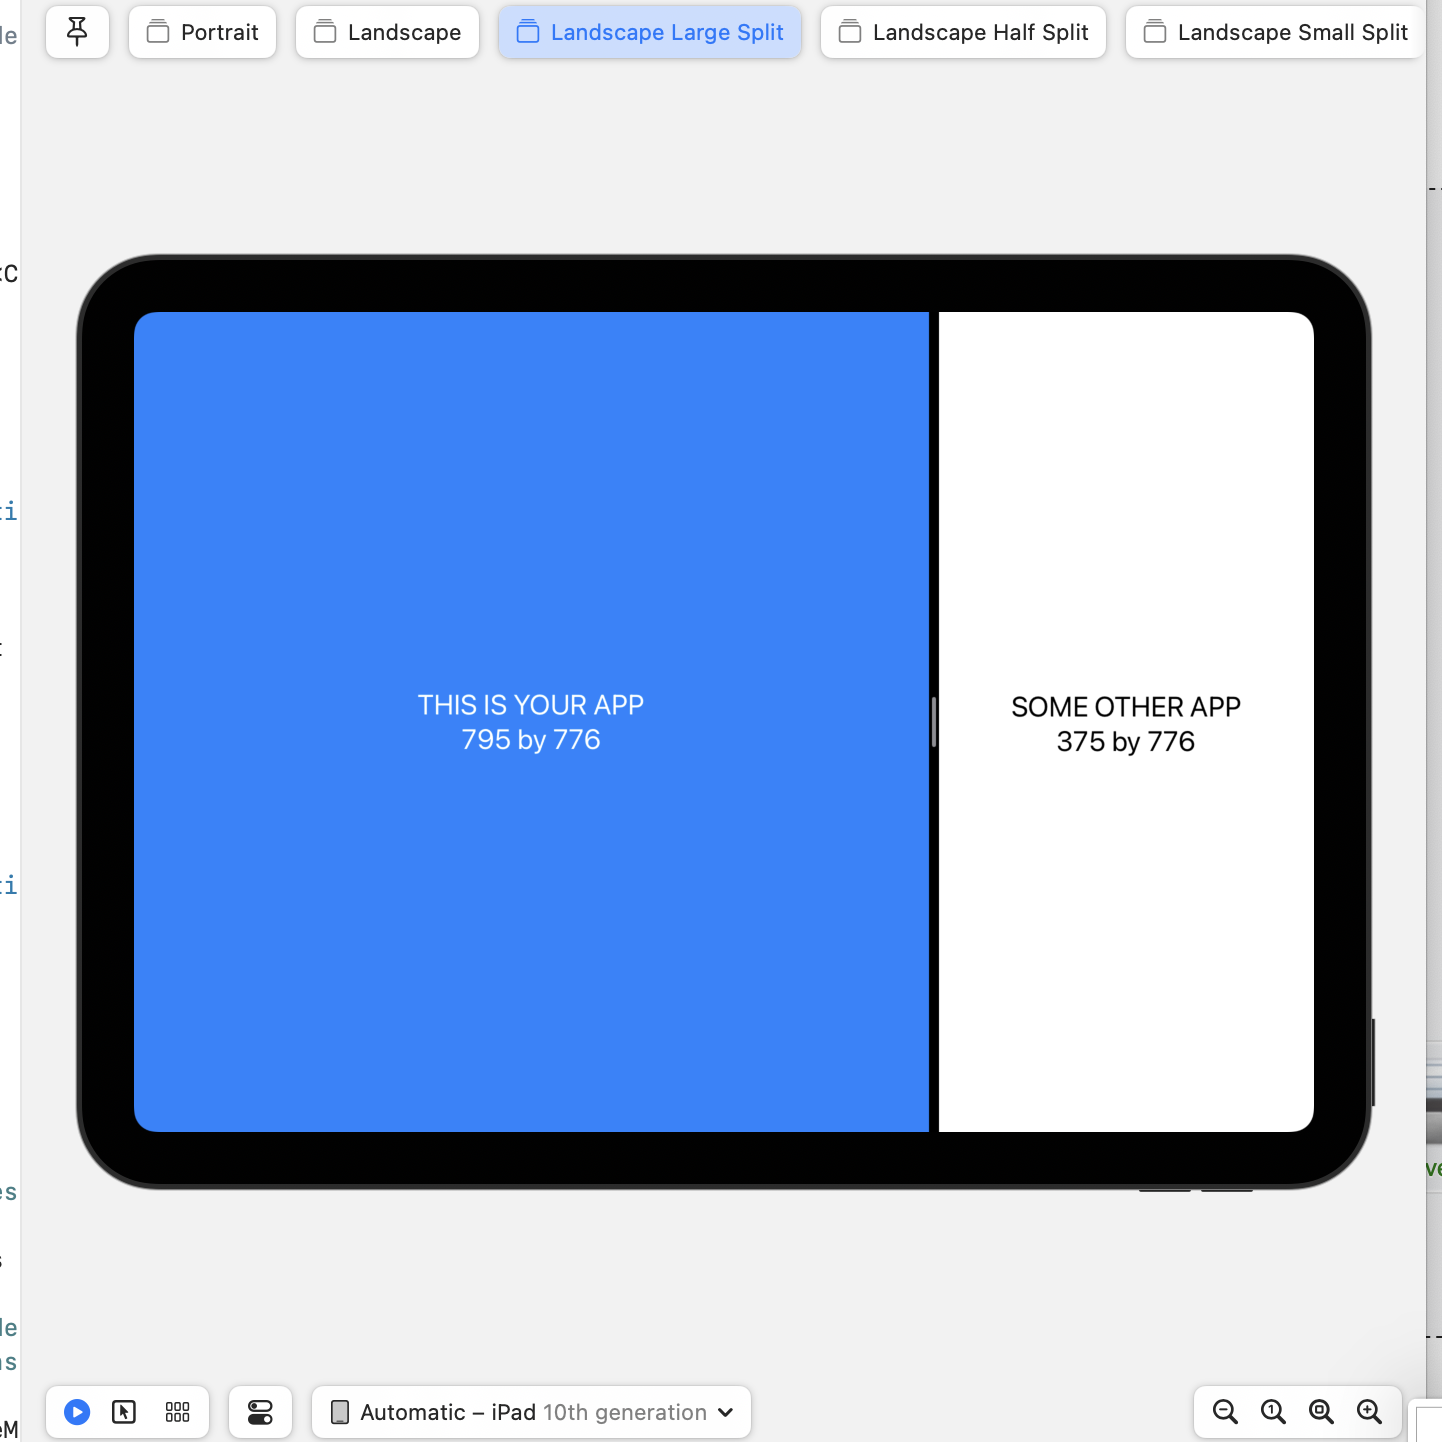 Portrait
Landscape
Landscape Large Split
Landscape Half Split
Landscape Small Split
THIS IS YOUR APP
795 by 776
SOME OTHER APP
375 by 776
Automatic – iPad 10th generation